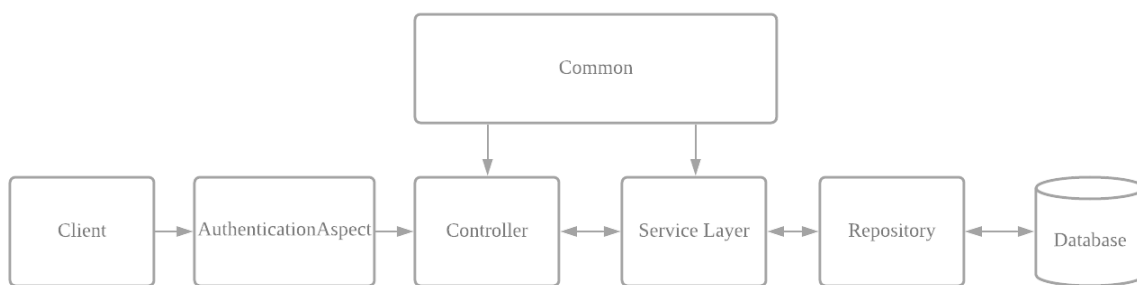 Common
Client
AuthenticationAspect
Controller
Service Layer
Repository
Database